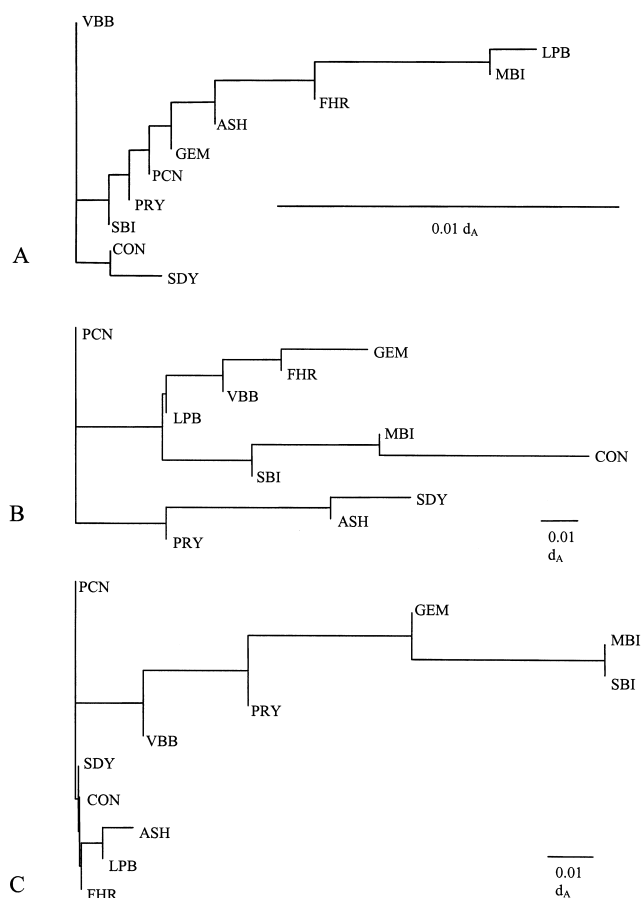 VBB
LPB
MBI
FHR
ASH
GEM
PCN
PRY
SBI
0.01 dA
A
CON
SDY
PCN
GEM
FHR
VBB
LPB
MBI
CON
SBI
SDY
B
ASH
0.01
PRY
dA
PCN
GEM
MBI
SBI
PRY
VBB
SDY
CON
ASH
LPB
0.01
C
dA
FHR